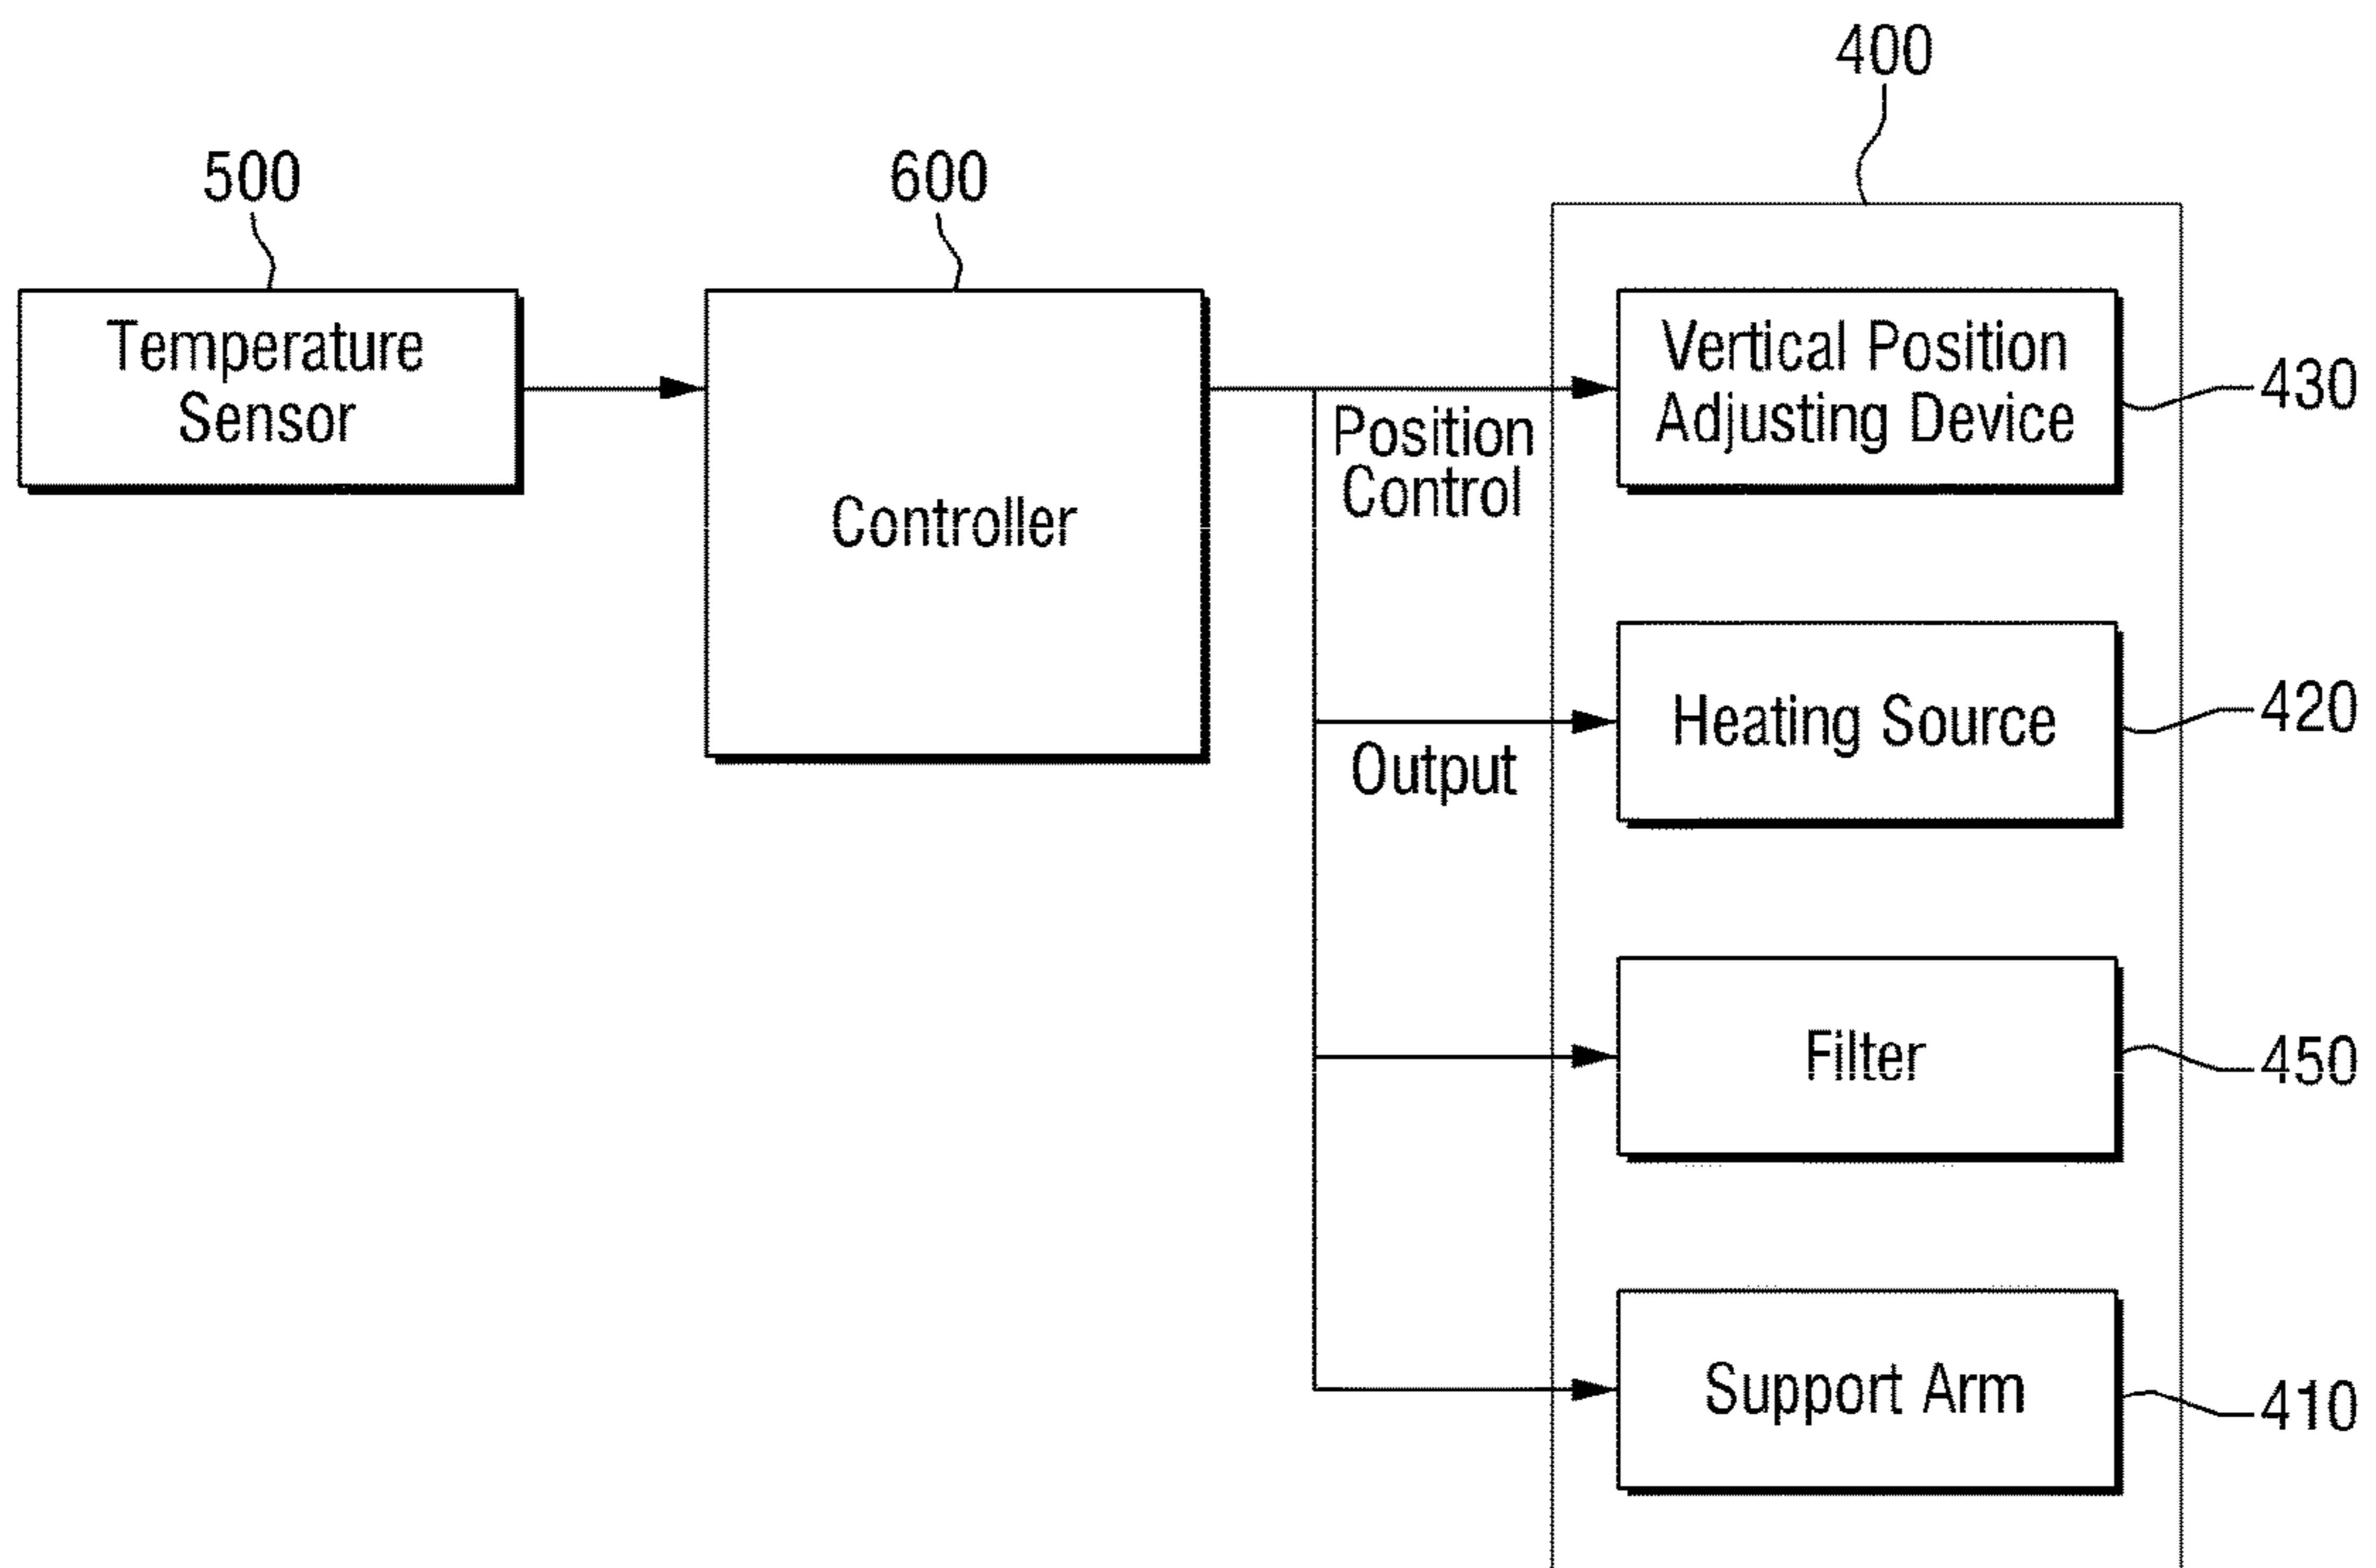 400
500
600
Temperature
Sensor
Controller
Position
Control
Vertical Position
Adjusting Device
430
Output
Heating Source
420
Filter
450
Support Arm
410